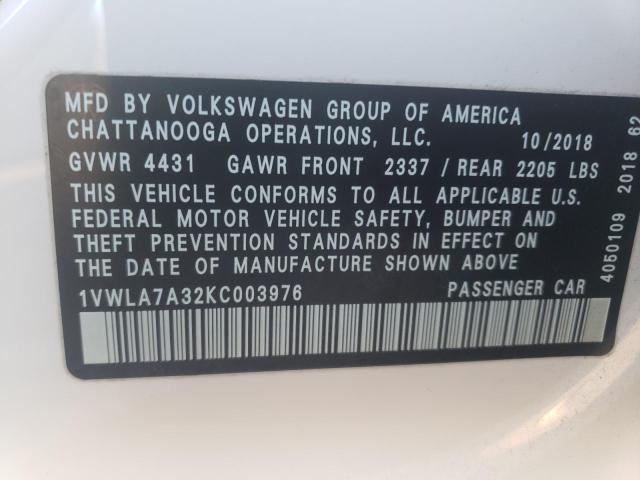 MFD BY VOLKSWAGEN GROUP OF AMERICA
CHATTANOOGA OPERATIONS, LLC. 10/2018
GVWR 4431 GAWR FRONT 2337 / REAR 2205 LBS
THIS VEHICLE CONFORMS TO ALL APPLICABLE U.S.
FEDERAL MOTOR VEHICLE SAFETY, BUMPER AND
THEFT PREVENTION STANDARDS IN EFFECT ON
THE DATE OF MANUFACTURE SHOWN ABOVE
1VWLA7A32KC003976 PASSENGER CAR
4050109 2018 62